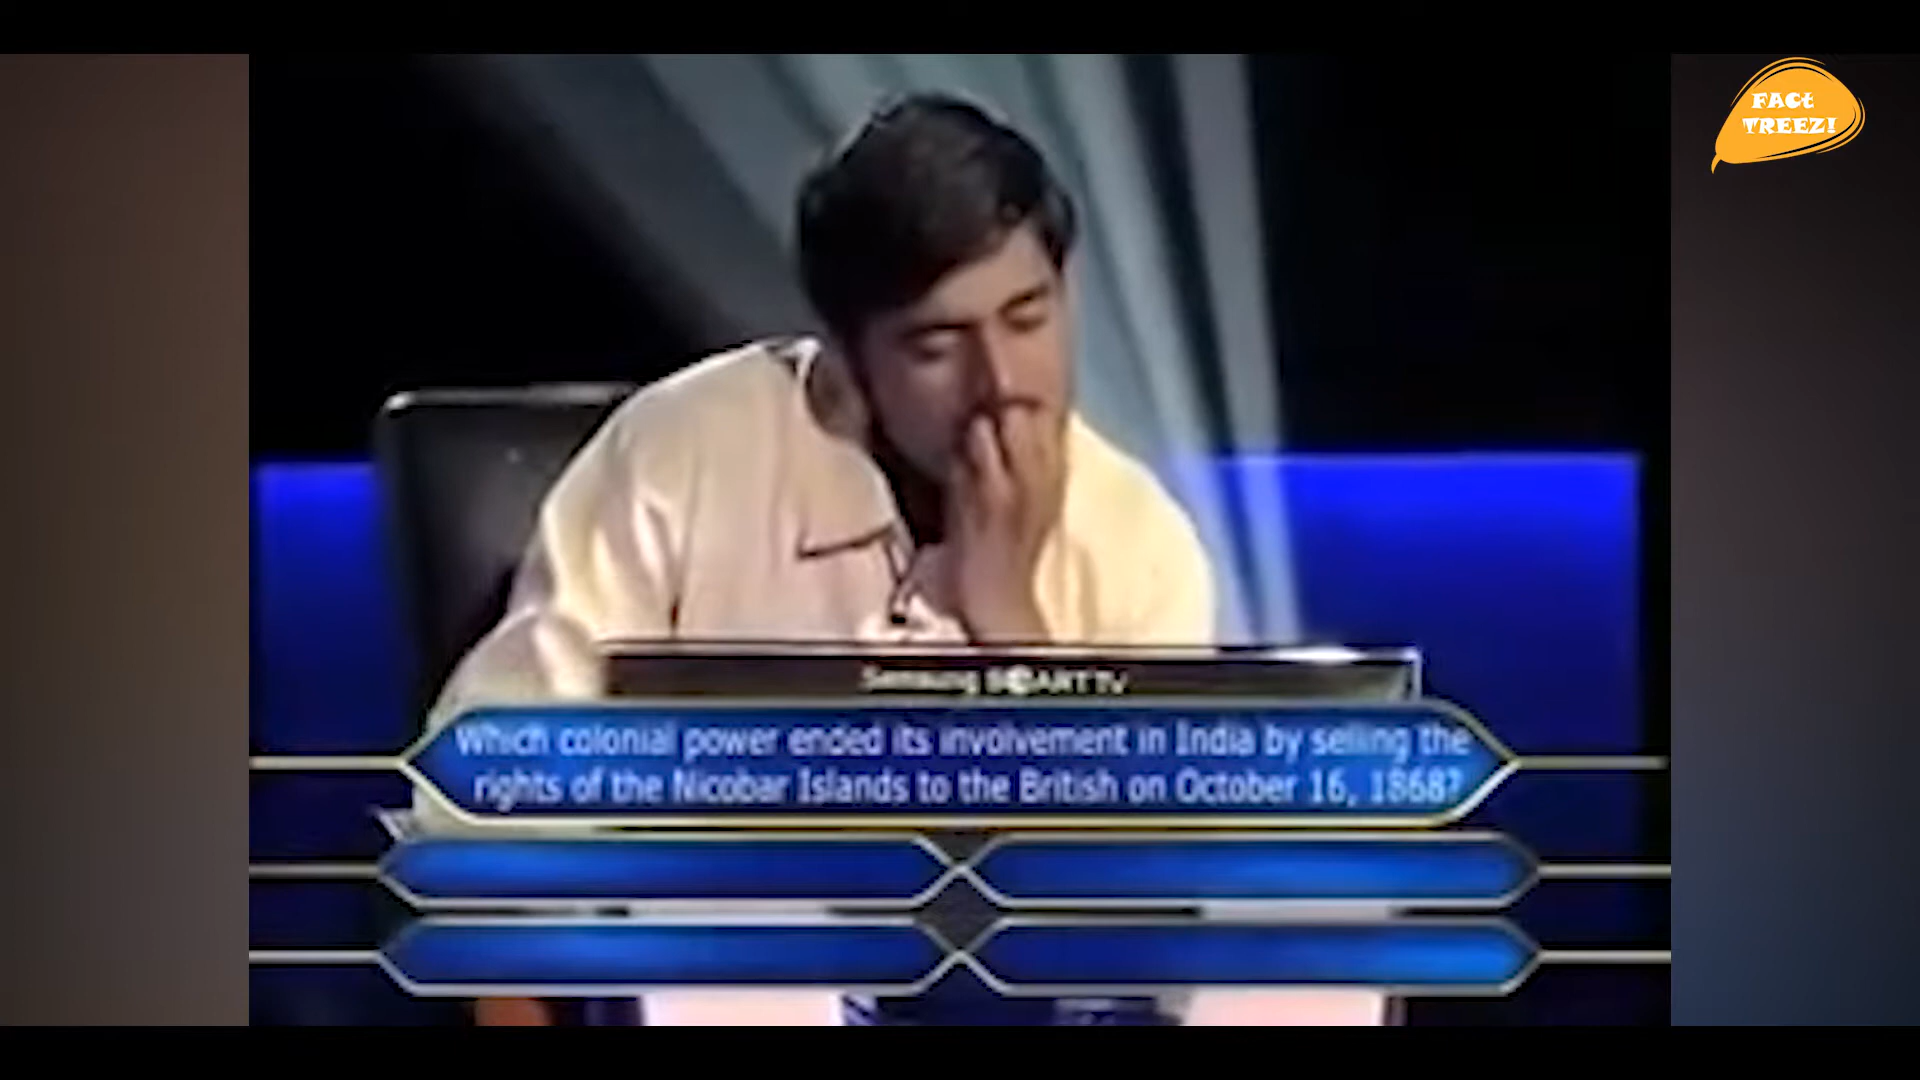 FACT
TREEZ!
Samsung SMART TV
Which colonial power ended its involvement in India by selling the
rights of the Nicobar Islands to the British on October 16, 1868?